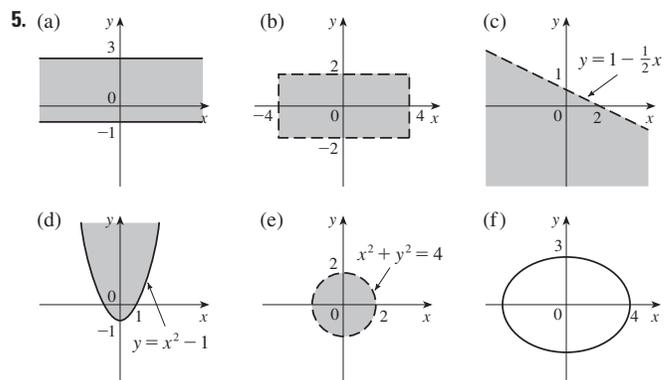 5. (a)
y
3
0
x
−1
(b)
y
2
−4
0
4 x
−2
(c)
y
y = 1 − 1/2 x
1
0
2
x
(d)
y
0
1
x
−1
y = x² − 1
(e)
y
x² + y² = 4
2
0
2
x
(f)
y
3
0
4 x